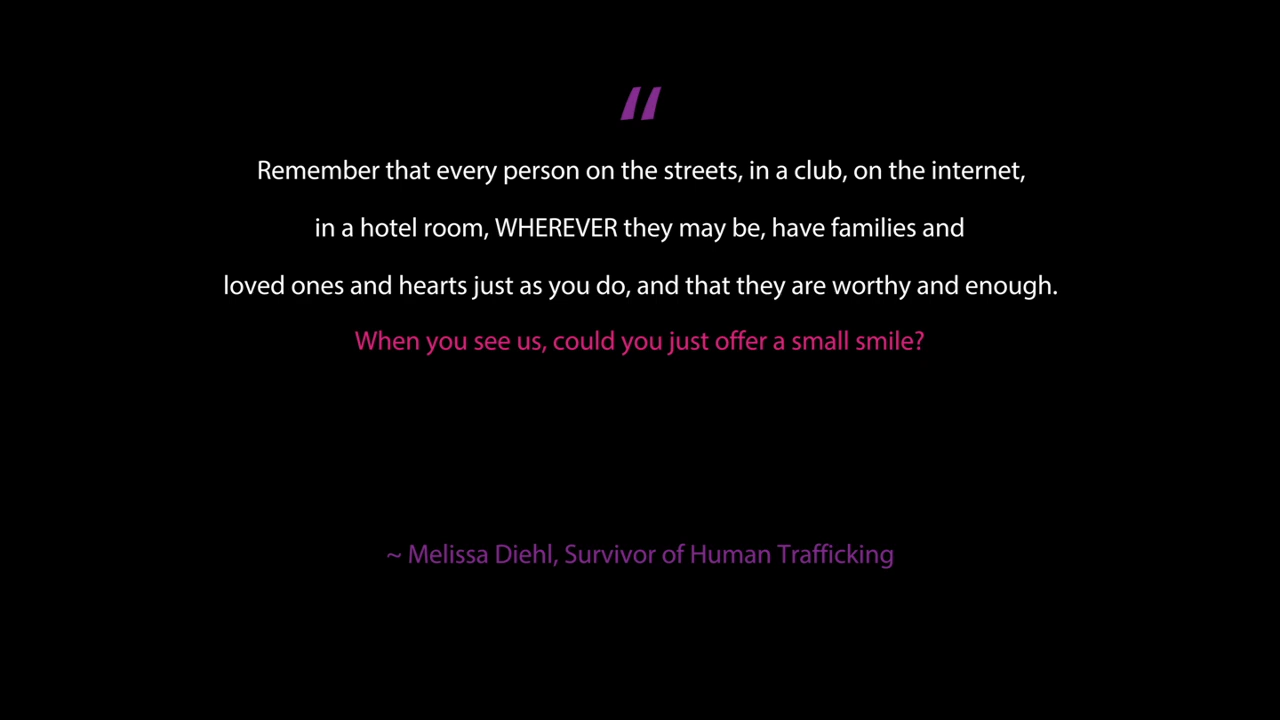 “
Remember that every person on the streets, in a club, on the internet,
in a hotel room, WHEREVER they may be, have families and
loved ones and hearts just as you do, and that they are worthy and enough.
When you see us, could you just offer a small smile?
~ Melissa Diehl, Survivor of Human Trafficking